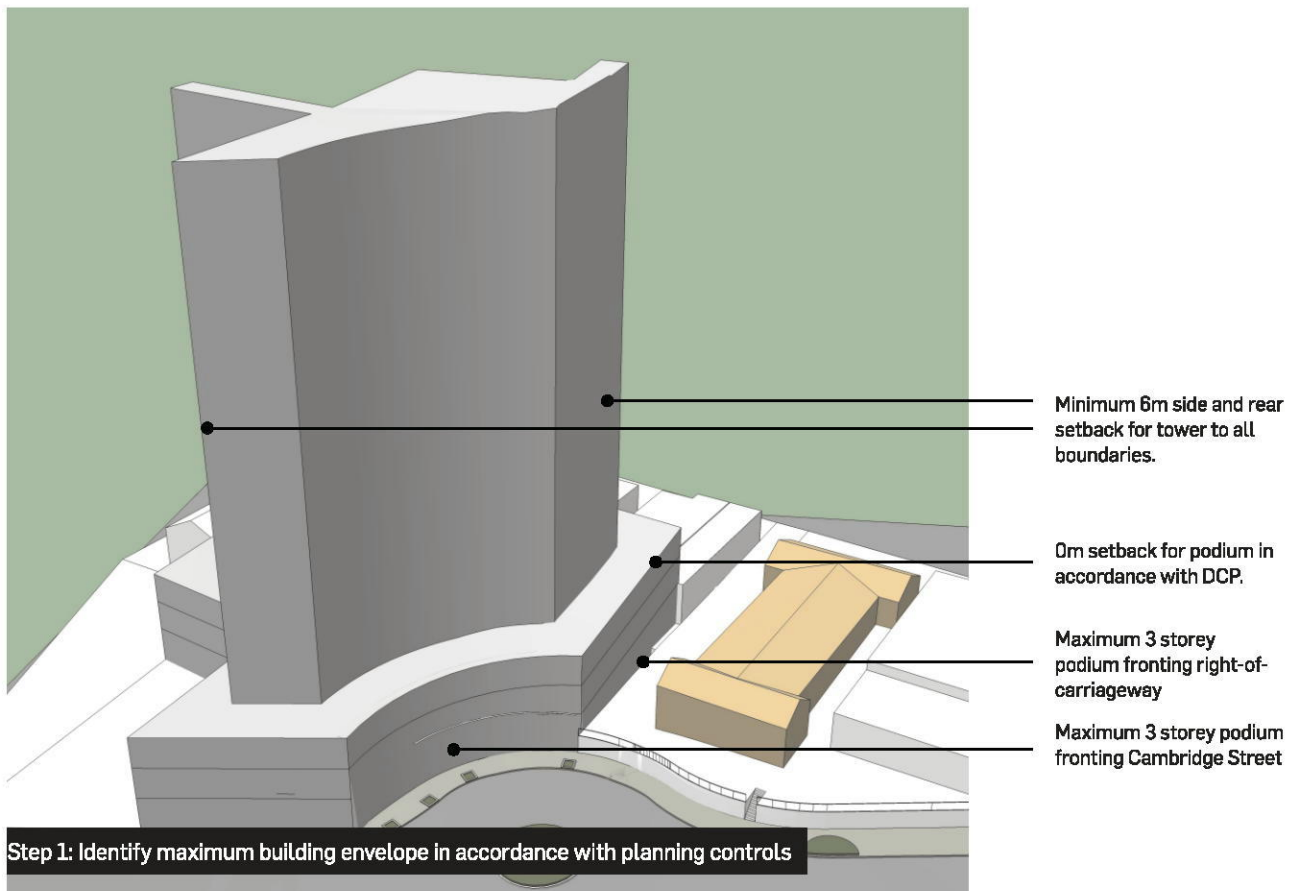 Minimum 6m side and rear
setback for tower to all
boundaries.
0m setback for podium in
accordance with DCP.
Maximum 3 storey
podium fronting right-of-
carriageway
Maximum 3 storey podium
fronting Cambridge Street
Step 1: Identify maximum building envelope in accordance with planning controls